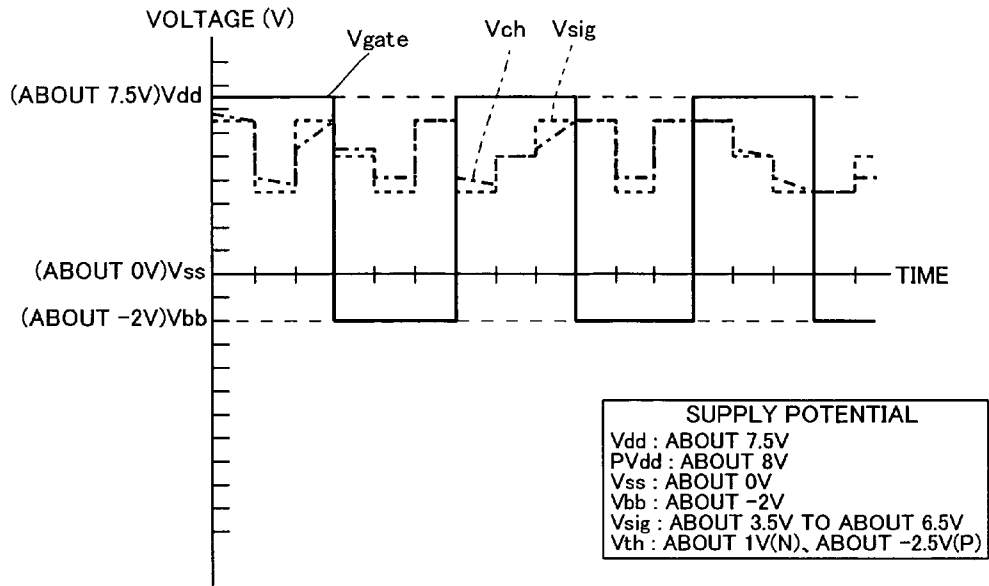 VOLTAGE (V)
Vgate
Vch
Vsig
(ABOUT 7.5V)Vdd
(ABOUT 0V)Vss
TIME
(ABOUT -2V)Vbb
SUPPLY POTENTIAL
Vdd : ABOUT 7.5V
PVdd : ABOUT 8V
Vss : ABOUT 0V
Vbb : ABOUT -2V
Vsig : ABOUT 3.5V TO ABOUT 6.5V
Vth : ABOUT 1V(N)、ABOUT -2.5V(P)